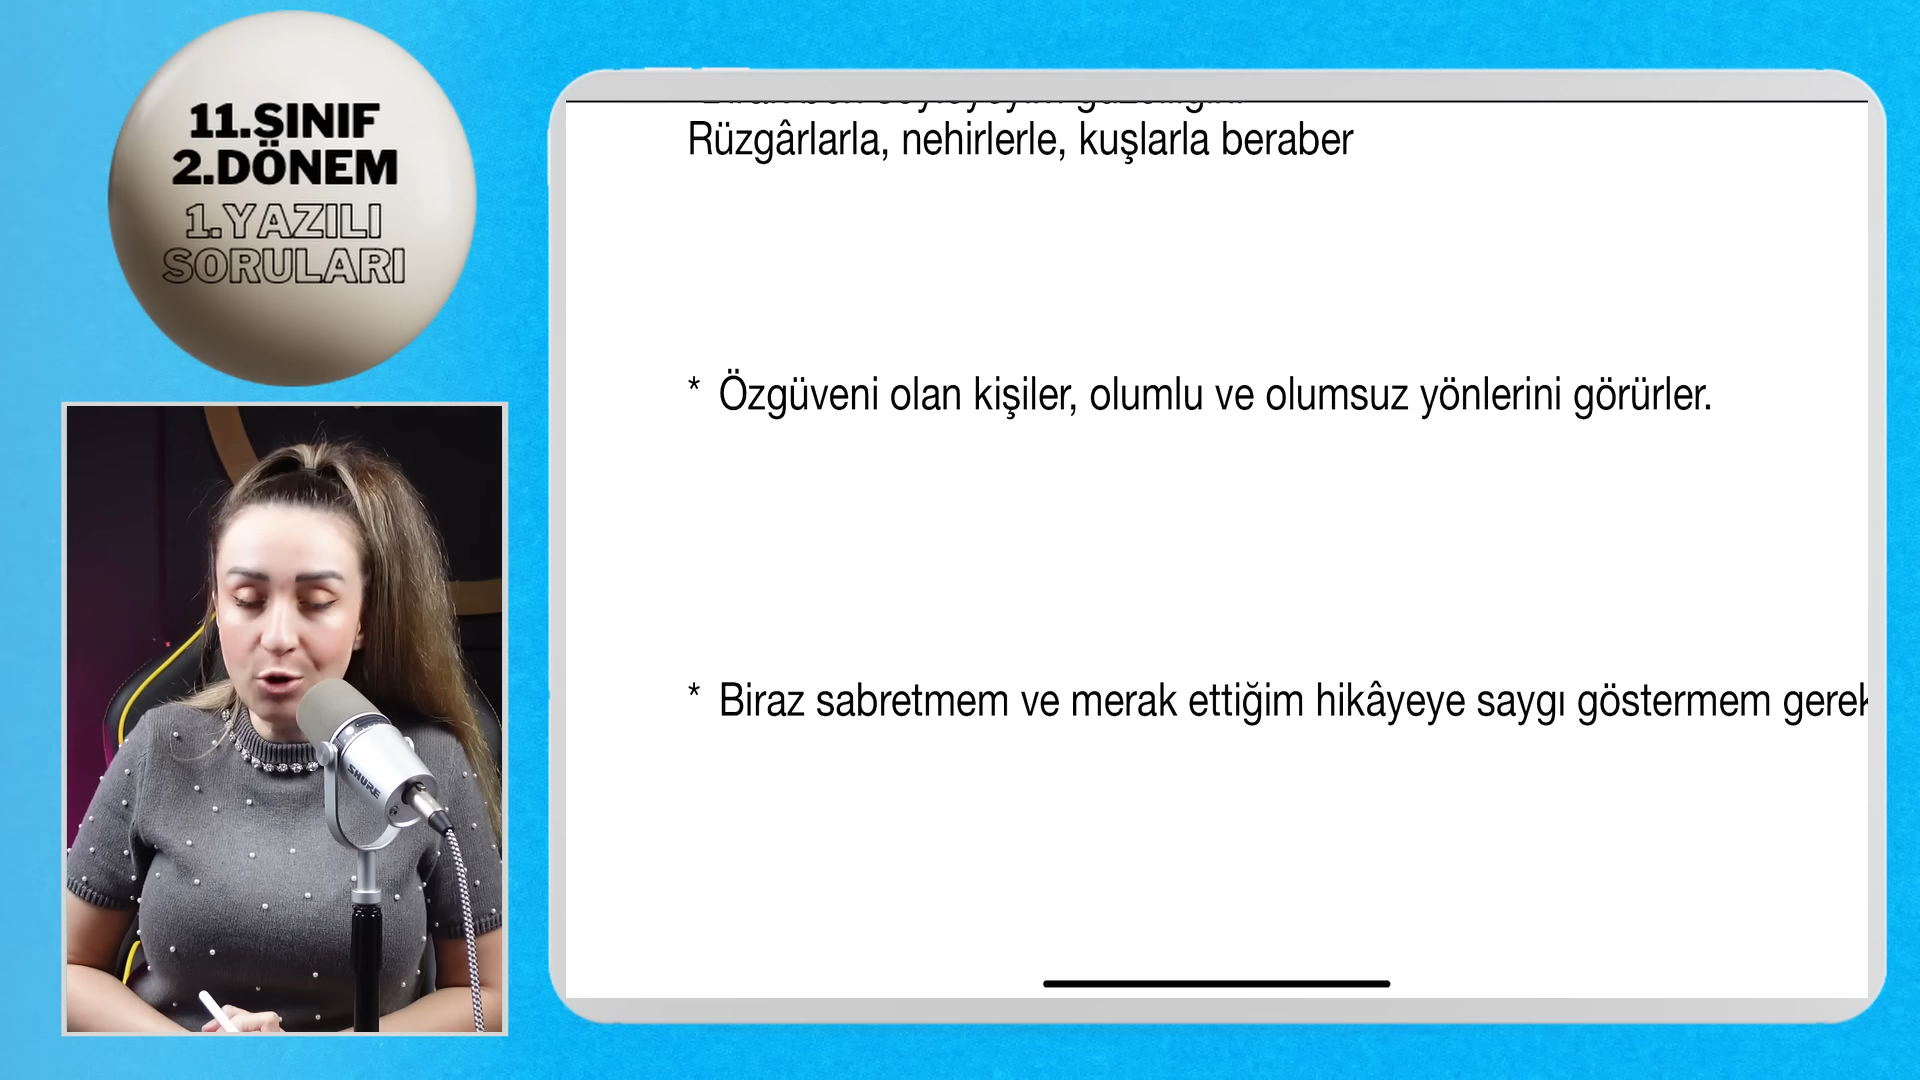 11.SINIF
2.DÖNEM
1.YAZILI
SORULARI
Rüzgârlarla, nehirlerle, kuşlarla beraber
* Özgüveni olan kişiler, olumlu ve olumsuz yönlerini görürler.
* Biraz sabretmem ve merak ettiğim hikâyeye saygı göstermem gerek
SHURE